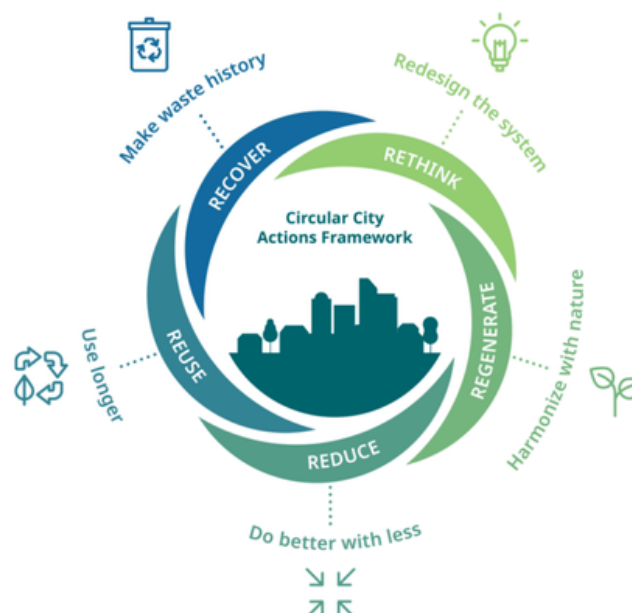 Make waste history
Redesign the system
RECOVER
RETHINK
Circular City
Actions Framework
REGENERATE
Harmonize with nature
REUSE
Use longer
REDUCE
Do better with less